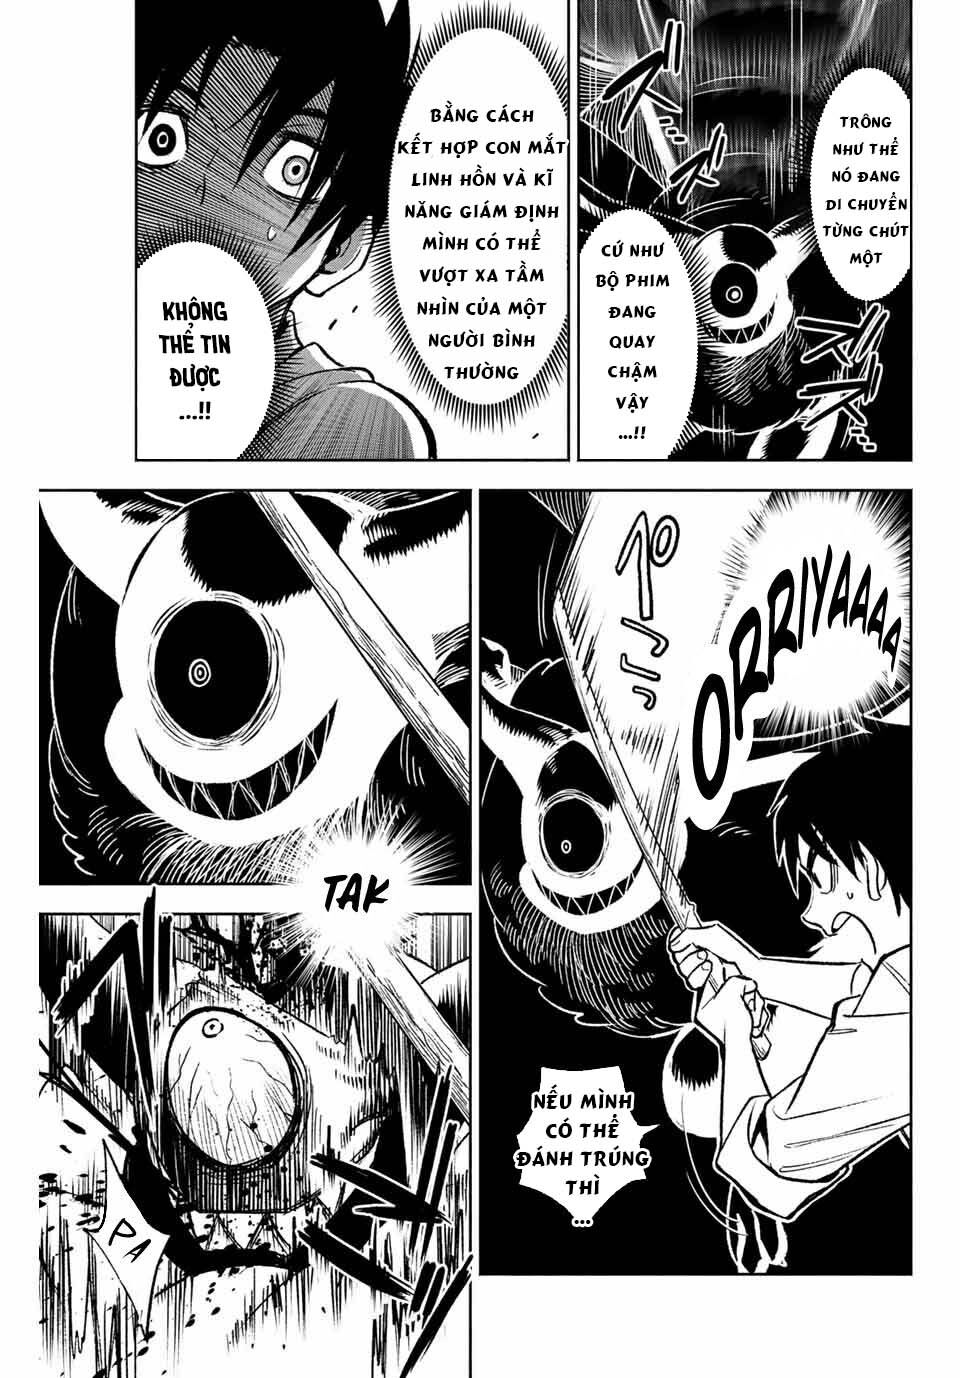 TRÔNG
NHƯ THỂ
NÓ ĐANG
DI CHUYỂN
TỪNG CHÚT
MỘT
CỨ NHƯ
BỘ PHIM
ĐANG
QUAY
CHẬM
VẬY
...!!
BẰNG CÁCH
KẾT HỢP CON MẮT
LINH HỒN VÀ KĨ
NĂNG GIÁM ĐỊNH
MÌNH CÓ THỂ
VƯỢT XA TẦM
NHÌN CỦA MỘT
NGƯỜI BÌNH
THƯỜNG
KHÔNG
THỂ TIN
ĐƯỢC
...!!
ORRIYAAAA
NẾU MÌNH
CÓ THỂ
ĐÁNH TRÚNG
THÌ
...
TAK
PA